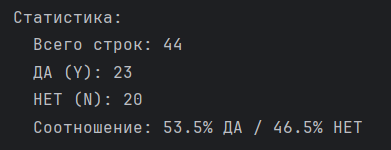 Статистика:
Всего строк: 44
ДА (Y): 23
НЕТ (N): 20
Соотношение: 53.5% ДА / 46.5% НЕТ